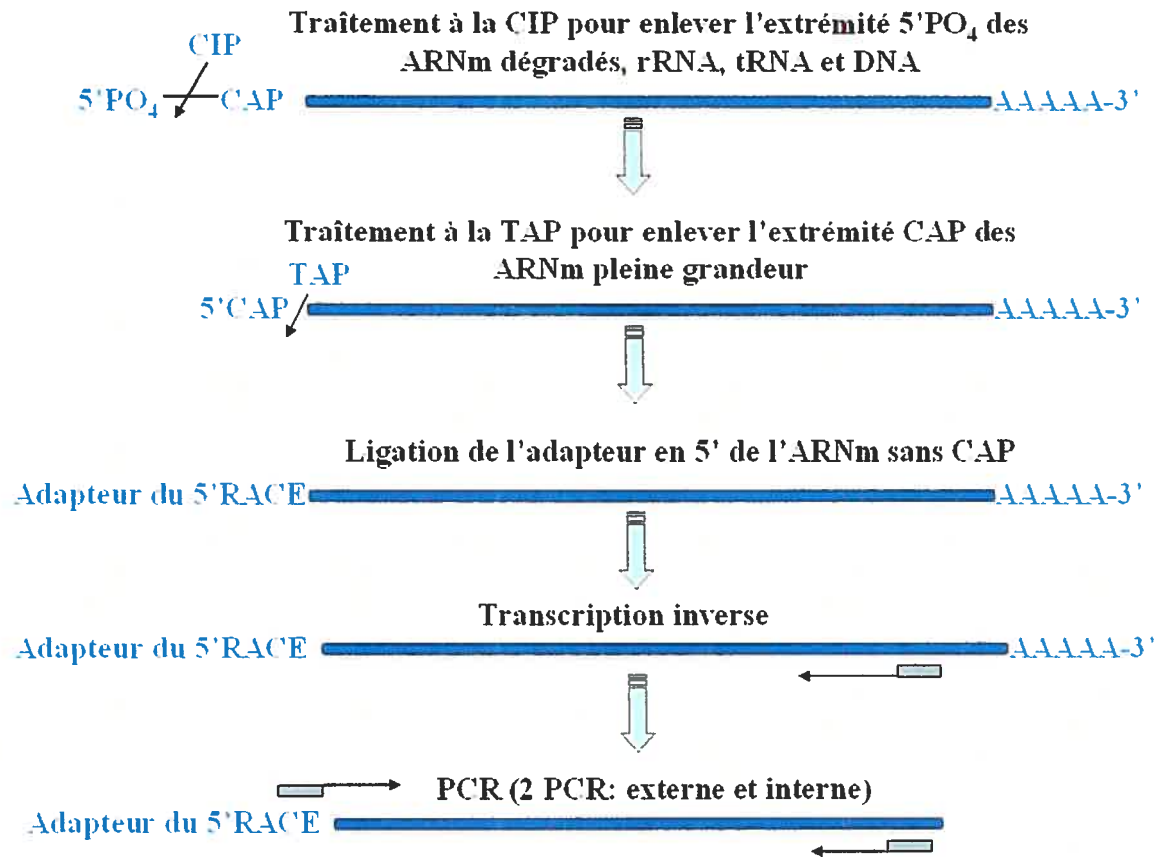 Traîtement à la CIP pour enlever l'extrémité 5'PO4 des
ARNm dégradés, rRNA, tRNA et DNA
CIP
5'PO4 CAP AAAAA-3'
Traîtement à la TAP pour enlever l'extrémité CAP des
ARNm pleine grandeur
TAP
5'CAP AAAAA-3'
Ligation de l'adapteur en 5' de l'ARNm sans CAP
Adapteur du 5'RACE AAAAA-3'
Transcription inverse
Adapteur du 5'RACE AAAAA-3'
PCR (2 PCR: externe et interne)
Adapteur du 5'RACE